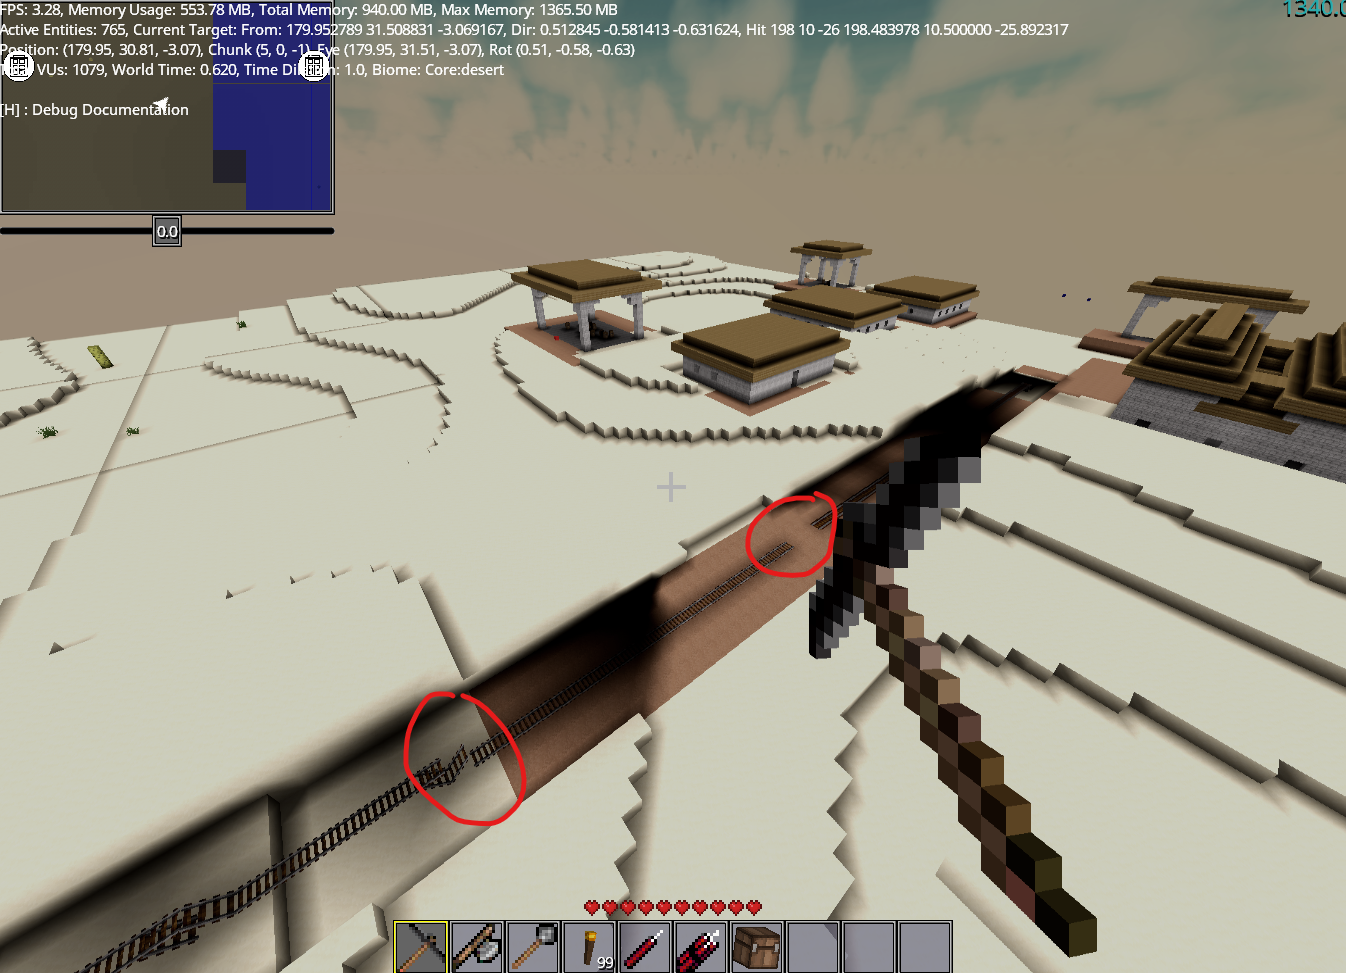 FPS: 3.28, Memory Usage: 553.78 MB, Total Memory: 940.00 MB, Max Memory: 1365.50 MB
1340.0
Active Entities: 765, Current Target: From: 179.952789 31.508831 -3.069167, Dir: 0.512845 -0.581413 -0.631624, Hit 198 10 -26 198.483978 10.500000 -25.892317
Position: (179.95, 30.81, -3.07), Chunk (5, 0, -1), Eye (179.95, 31.51, -3.07), Rot (0.51, -0.58, -0.63)
VUs: 1079, World Time: 0.620, Time Di n: 1.0, Biome: Core:desert
[H] : Debug Documentation
0.0
99